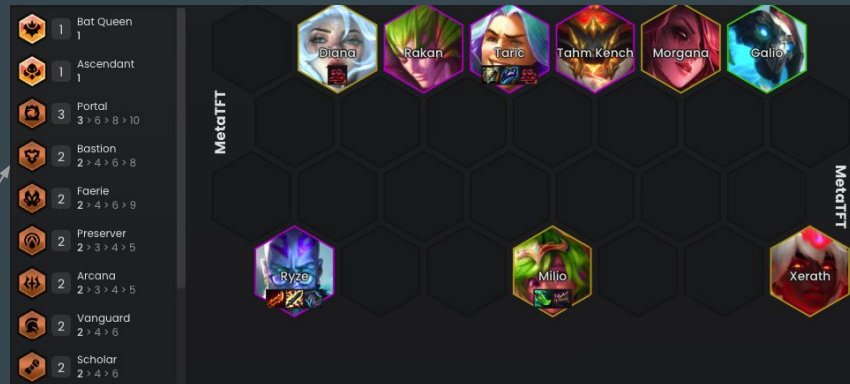 1
Bat Queen
1
1
Ascendant
1
3
Portal
3 > 6 > 8 > 10
2
Bastion
2 > 4 > 6 > 8
2
Faerie
2 > 4 > 6 > 9
2
Preserver
2 > 3 > 4 > 5
2
Arcana
2 > 3 > 4 > 5
2
Vanguard
2 > 4 > 6
2
Scholar
2 > 4 > 6
MetaTFT
Diana
Rakan
Taric
Tahm Kench
Morgana
Galio
MetaTFT
Ryze
Milio
Xerath